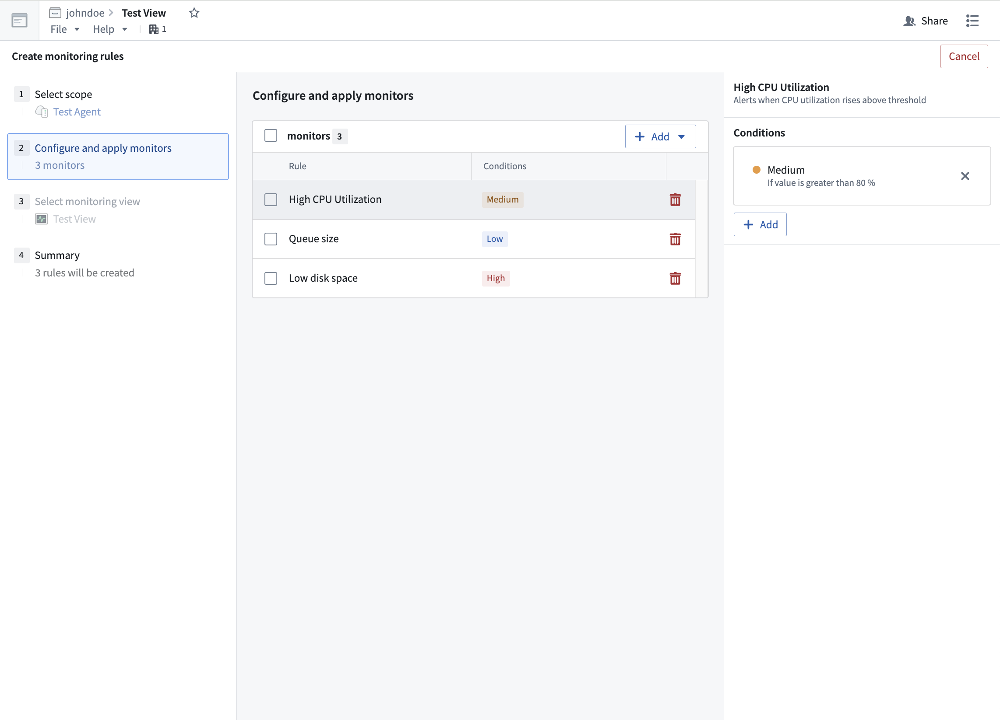 johndoe > Test View
File Help 1
Share
Create monitoring rules
Cancel
1 Select scope
Test Agent
2 Configure and apply monitors
3 monitors
3 Select monitoring view
Test View
4 Summary
3 rules will be created
Configure and apply monitors
monitors 3
Add
Rule Conditions
High CPU Utilization Medium
Queue size Low
Low disk space High
High CPU Utilization
Alerts when CPU utilization rises above threshold
Conditions
Medium
If value is greater than 80 %
Add